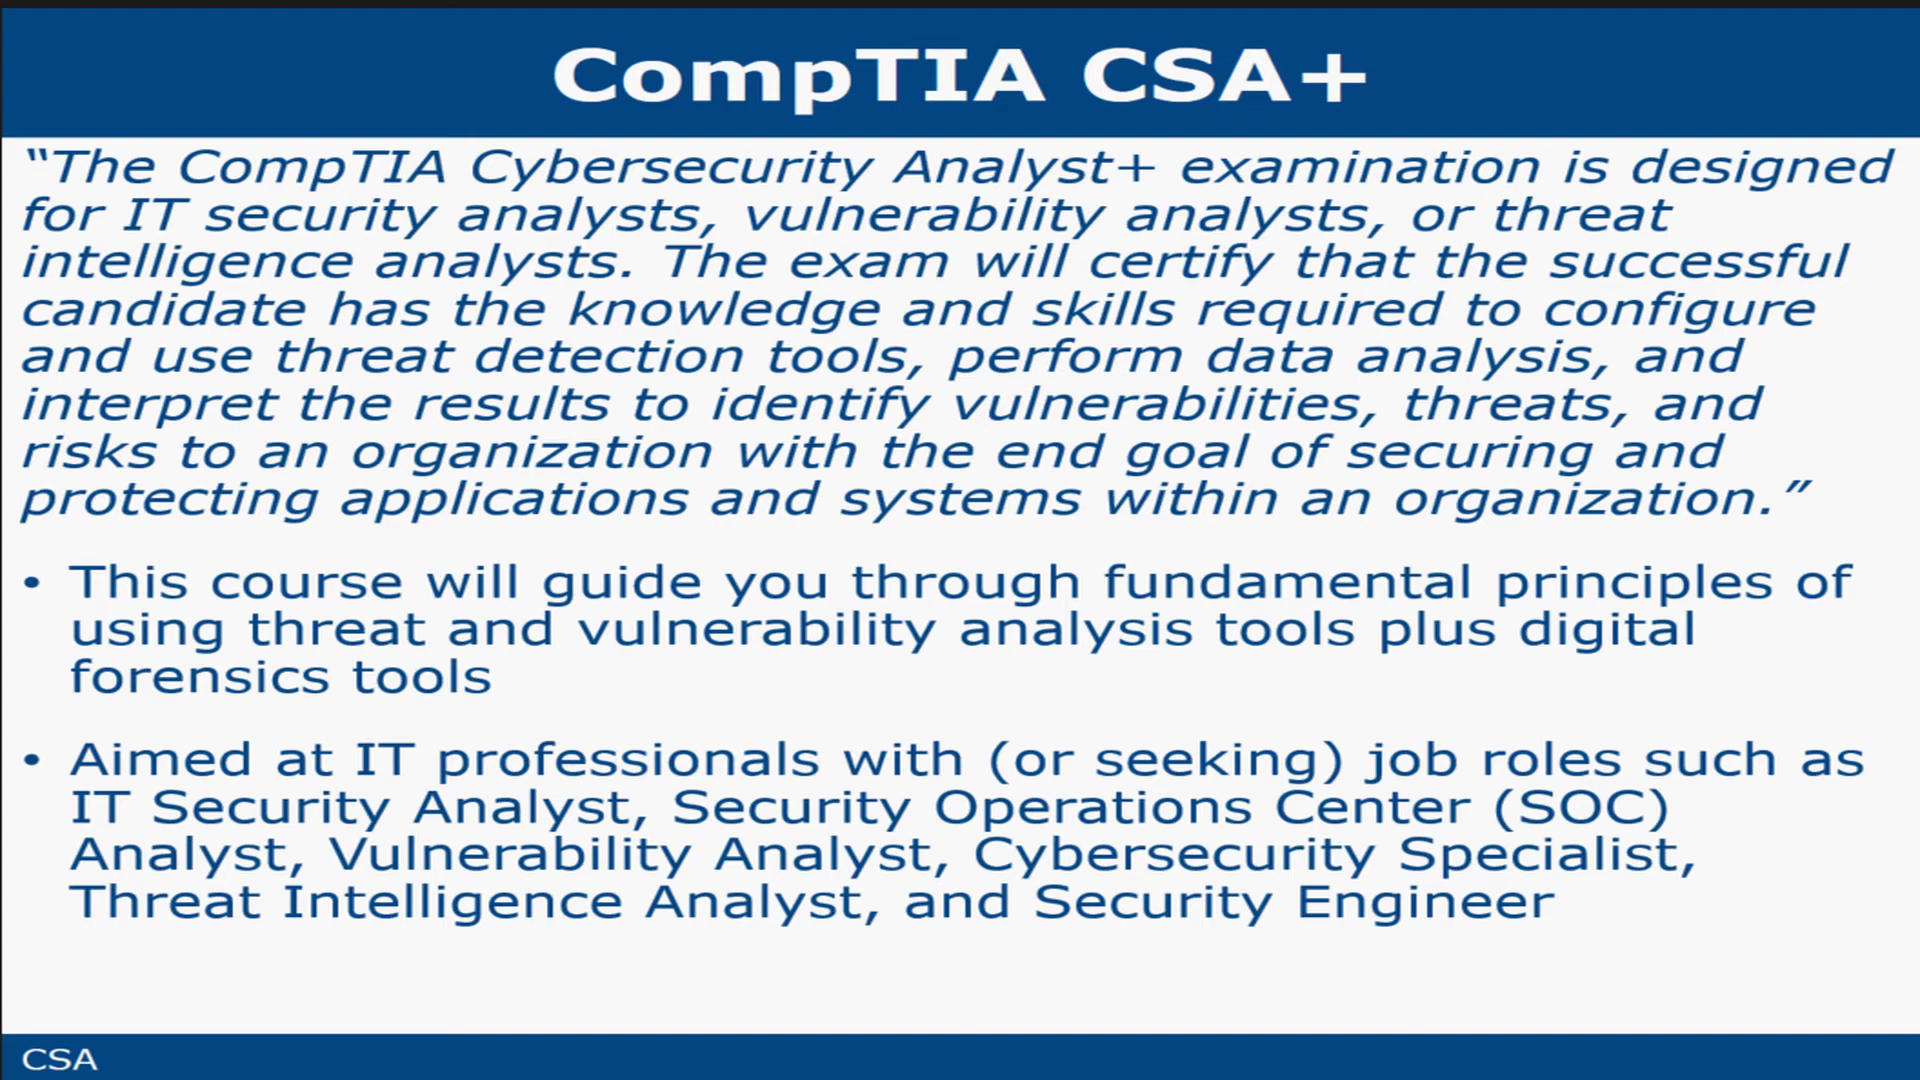 CompTIA CSA+
“The CompTIA Cybersecurity Analyst+ examination is designed
for IT security analysts, vulnerability analysts, or threat
intelligence analysts. The exam will certify that the successful
candidate has the knowledge and skills required to configure
and use threat detection tools, perform data analysis, and
interpret the results to identify vulnerabilities, threats, and
risks to an organization with the end goal of securing and
protecting applications and systems within an organization.”
• This course will guide you through fundamental principles of
using threat and vulnerability analysis tools plus digital
forensics tools
• Aimed at IT professionals with (or seeking) job roles such as
IT Security Analyst, Security Operations Center (SOC)
Analyst, Vulnerability Analyst, Cybersecurity Specialist,
Threat Intelligence Analyst, and Security Engineer
CSA